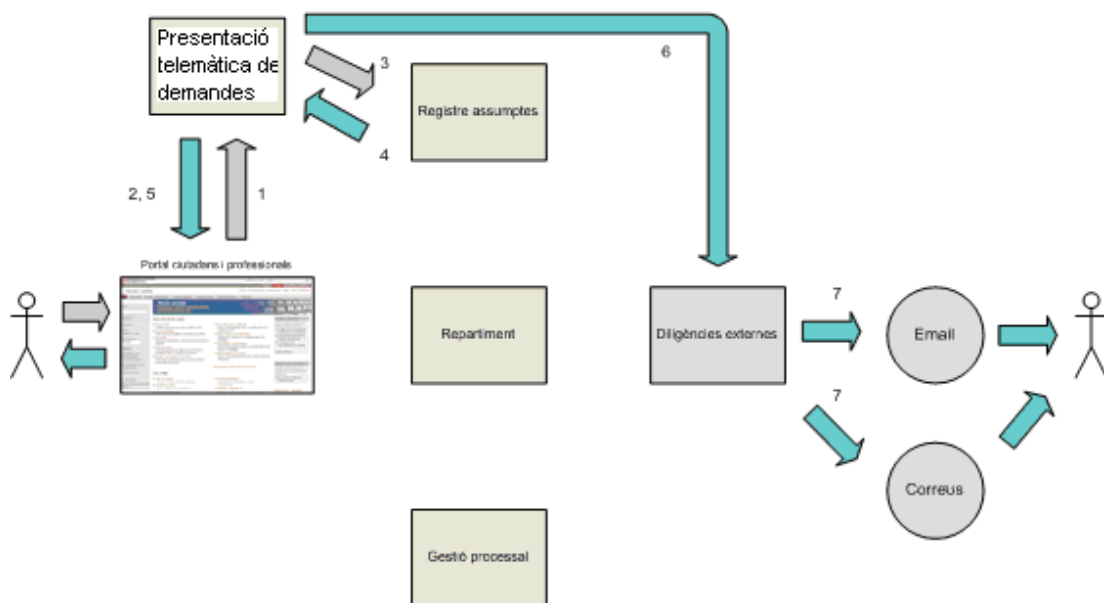 Presentació
telemàtica de
demandes
6
3
Registre assumptes
4
2, 5
1
Portal ciutadans i professionals
Repartiment
Diligències externes
7
Email
7
Correus
Gestió processal